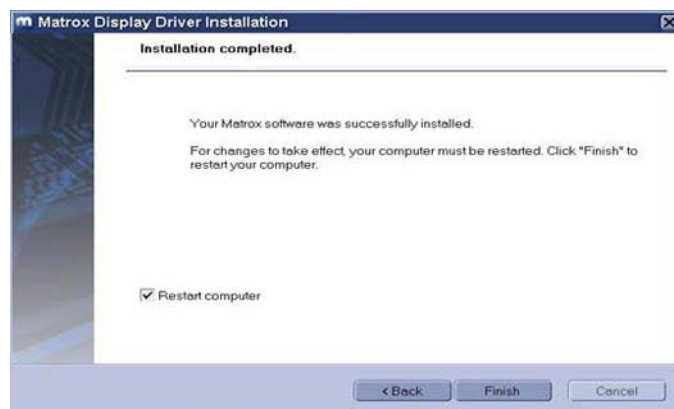 Matrox Display Driver Installation
Installation completed.
Your Matrox software was successfully installed.
For changes to take effect, your computer must be restarted. Click "Finish" to
restart your computer.
Restart computer
< Back
Finish
Cancel